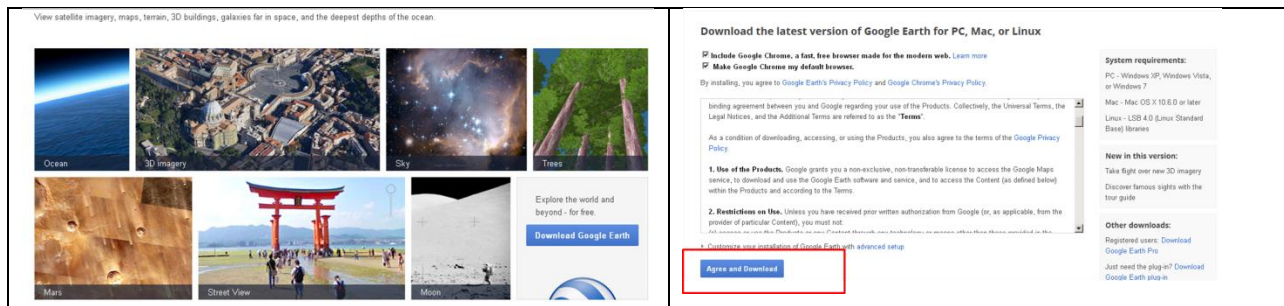 View satellite imagery, maps, terrain, 3D buildings, galaxies far in space, and the deepest depths of the ocean.
Ocean
3D imagery
Sky
Trees
Mars
Street View
Moon
Explore the world and
beyond - for free.
Download Google Earth
Download the latest version of Google Earth for PC, Mac, or Linux
Include Google Chrome, a fast, free browser made for the modern web. Learn more
Make Google Chrome my default browser.
By installing, you agree to Google Earth's Privacy Policy and Google Chrome's Privacy Policy.
binding agreement between you and Google regarding your use of the Products. Collectively, the Universal Terms, the
Legal Notices, and the Additional Terms are referred to as the "Terms".
As a condition of downloading, accessing, or using the Products, you also agree to the terms of the Google Privacy
Policy.
1. Use of the Products. Google grants you a non-exclusive, non-transferable license to access the Google Maps
service, to download and use the Google Earth software and service, and to access the Content (as defined below)
within the Products and according to the Terms.
2. Restrictions on Use. Unless you have received prior written authorization from Google (or, as applicable, from the
provider of particular Content), you must not:
Customize your installation of Google Earth with advanced setup
Agree and Download
System requirements:
PC - Windows XP, Windows Vista,
or Windows 7
Mac - Mac OS X 10.6.0 or later
Linux - LSB 4.0 (Linux Standard
Base) libraries
New in this version:
Take flight over new 3D imagery
Discover famous sights with the
tour guide
Other downloads:
Registered users: Download
Google Earth Pro
Just need the plug-in? Download
Google Earth plug-in